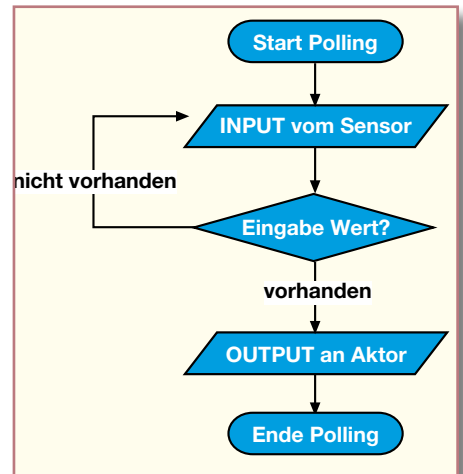 Start Polling
INPUT vom Sensor
nicht vorhanden
Eingabe Wert?
vorhanden
OUTPUT an Aktor
Ende Polling